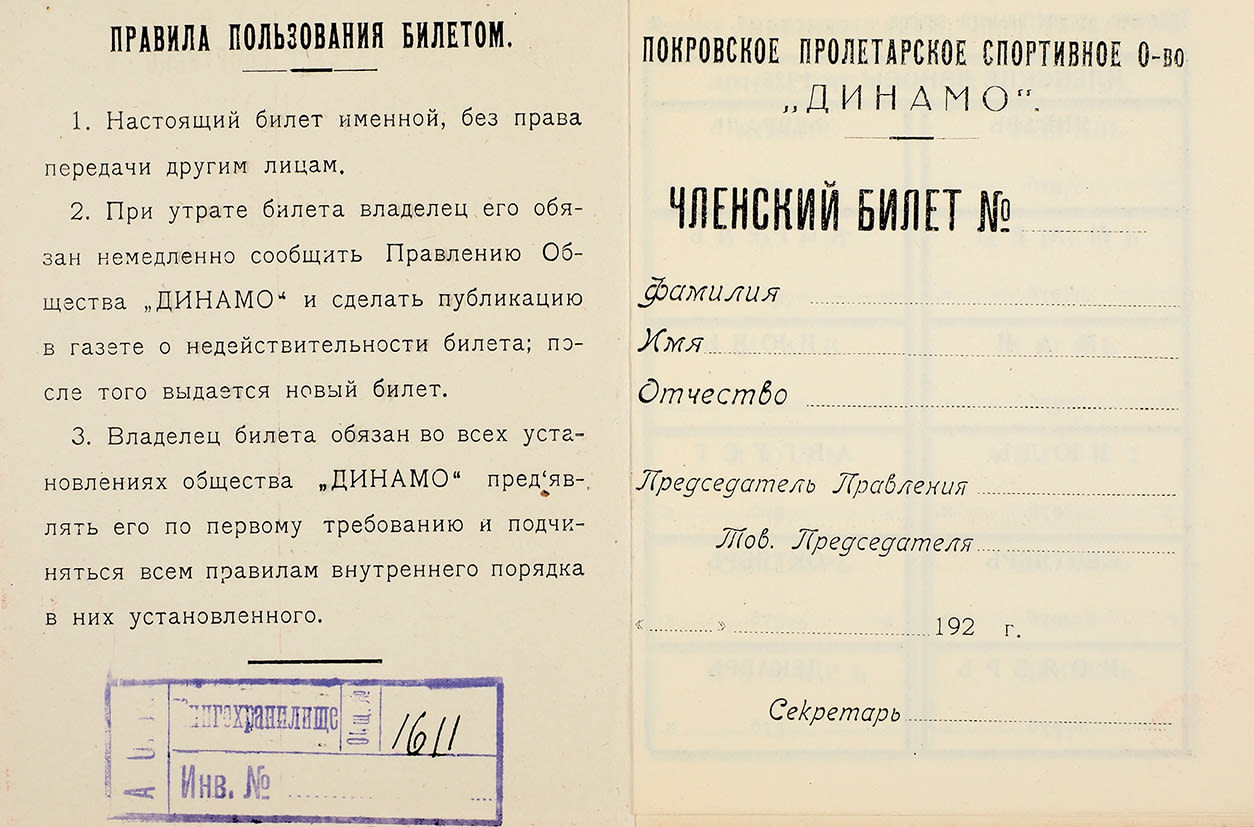 ПРАВИЛА ПОЛЬЗОВАНИЯ БИЛЕТОМ.
1. Настоящий билет именной, без права
передачи другим лицам.
2. При утрате билета владелец его обя-
зан немедленно сообщить Правлению Об-
щества „ДИНАМО“ и сделать публикацию
в газете о недействительности билета; по-
сле того выдается новый билет.
3. Владелец билета обязан во всех уста-
новлениях общества „ДИНАМО“ пред‘яв-
лять его по первому требованию и подчи-
няться всем правилам внутреннего порядка
в них установленного.
1611
Инв. №
ПОКРОВСКОЕ ПРОЛЕТАРСКОЕ СПОРТИВНОЕ О-во
„ДИНАМО“.
ЧЛЕНСКИЙ БИЛЕТ №
Фамилия
Имя
Отчество
Председатель Правления
Тов. Председателя
« » 192 г.
Секретарь